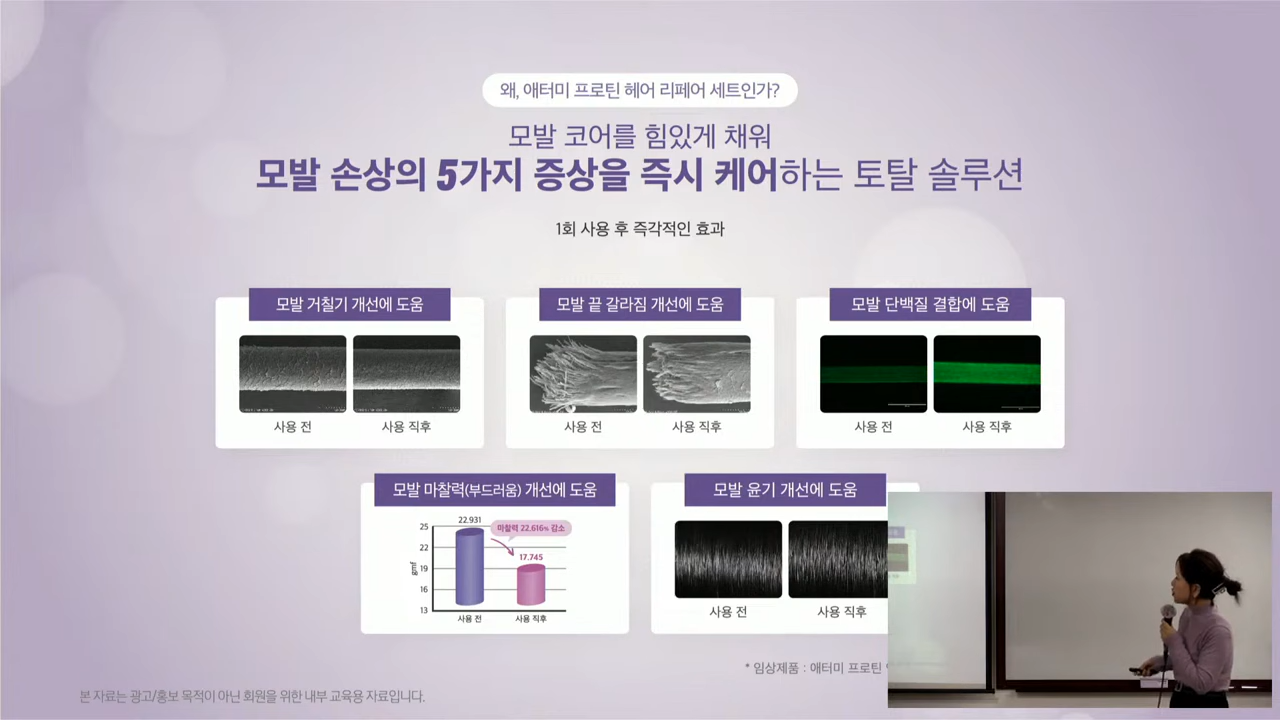 왜, 애터미 프로틴 헤어 리페어 세트인가?
모발 코어를 힘있게 채워
모발 손상의 5가지 증상을 즉시 케어하는 토탈 솔루션
1회 사용 후 즉각적인 효과
모발 거칠기 개선에 도움
사용 전
사용 직후
모발 끝 갈라짐 개선에 도움
사용 전
사용 직후
모발 단백질 결합에 도움
사용 전
사용 직후
모발 마찰력(부드러움) 개선에 도움
gmf
25
22
19
16
13
22.931
마찰력 22.616% 감소
17.745
사용 전
사용 직후
모발 윤기 개선에 도움
사용 전
사용 직후
* 임상제품 : 애터미 프로틴
본 자료는 광고/홍보 목적이 아닌 회원을 위한 내부 교육용 자료입니다.